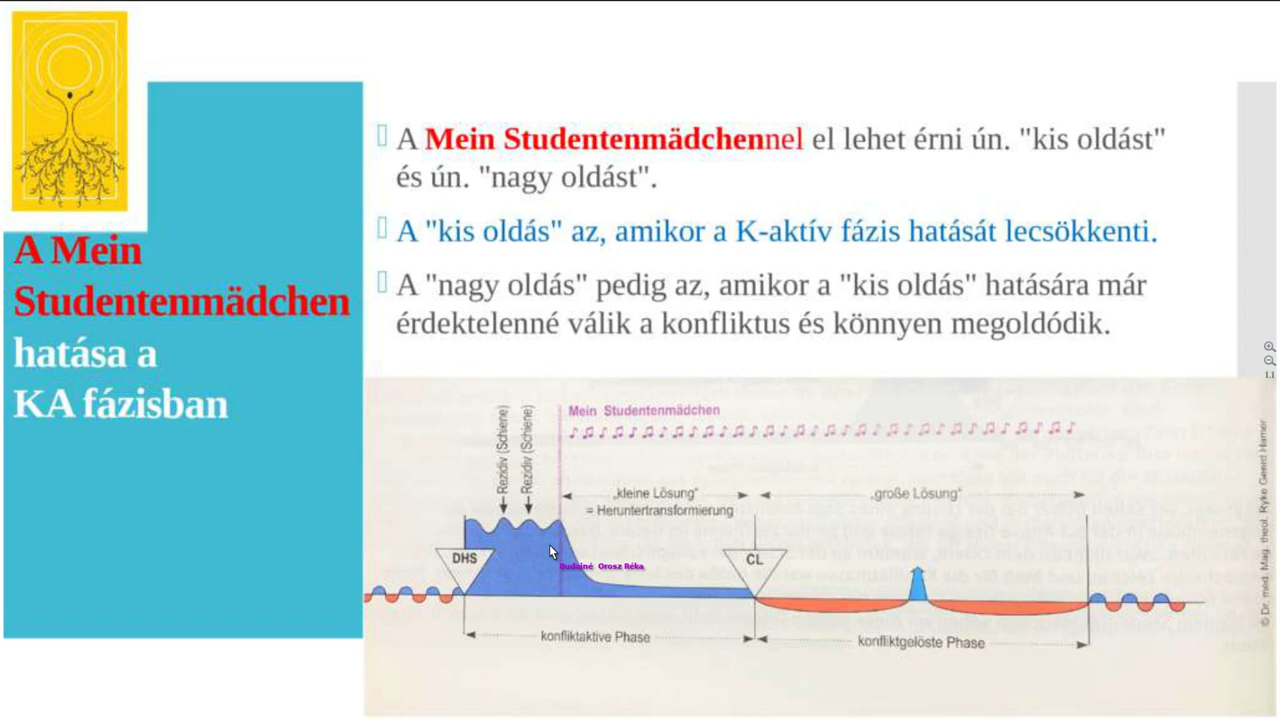 A Mein
Studentenmädchen
hatása a
KA fázisban
A Mein Studentenmädchennel el lehet érni ún. "kis oldást"
és ún. "nagy oldást".
A "kis oldás" az, amikor a K-aktív fázis hatását lecsökkenti.
A "nagy oldás" pedig az, amikor a "kis oldás" hatására már
érdektelenné válik a konfliktus és könnyen megoldódik.
Rezidiv (Schiene)
Rezidiv (Schiene)
Mein Studentenmädchen
„kleine Lösung“
= Heruntertransformierung
„große Lösung“
DHS
CL
Budainé Orosz Réka
konfliktaktive Phase
konfliktgelöste Phase
© Dr. med. Mag. theol. Ryke Geerd Hamer
1:1